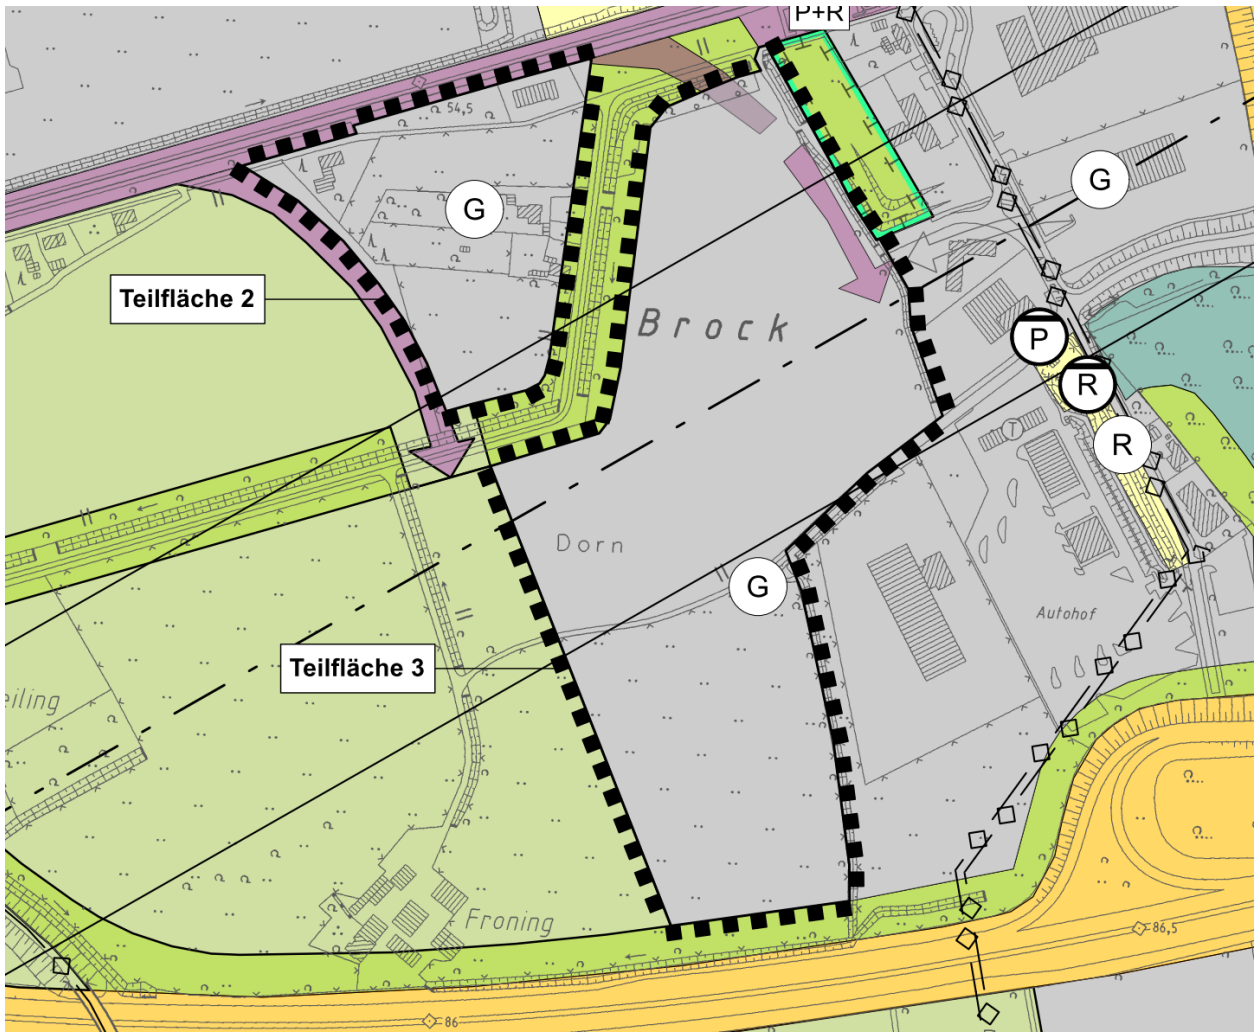 P+R
54,5
G
G
Teilfläche 2
Brock
P
R
R
T
Dorn
G
Autohof
Teilfläche 3
eiling
Froning
86,5
86